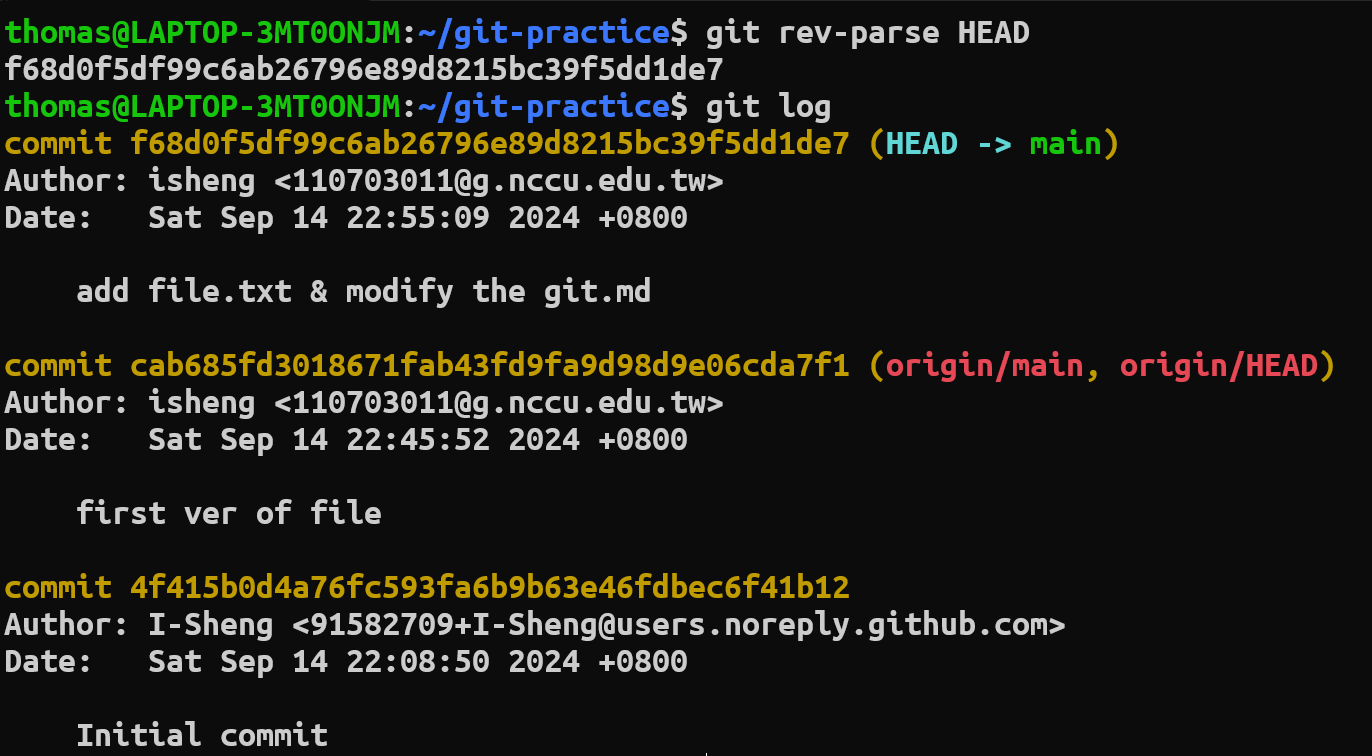 thomas@LAPTOP-3MT0ONJM:~/git-practice$ git rev-parse HEAD
f68d0f5df99c6ab26796e89d8215bc39f5dd1de7
thomas@LAPTOP-3MT0ONJM:~/git-practice$ git log
commit f68d0f5df99c6ab26796e89d8215bc39f5dd1de7 (HEAD -> main)
Author: isheng <110703011@g.nccu.edu.tw>
Date:   Sat Sep 14 22:55:09 2024 +0800
    add file.txt & modify the git.md
commit cab685fd3018671fab43fd9fa9d98d9e06cda7f1 (origin/main, origin/HEAD)
Author: isheng <110703011@g.nccu.edu.tw>
Date:   Sat Sep 14 22:45:52 2024 +0800
    first ver of file
commit 4f415b0d4a76fc593fa6b9b63e46fdbec6f41b12
Author: I-Sheng <91582709+I-Sheng@users.noreply.github.com>
Date:   Sat Sep 14 22:08:50 2024 +0800
    Initial commit